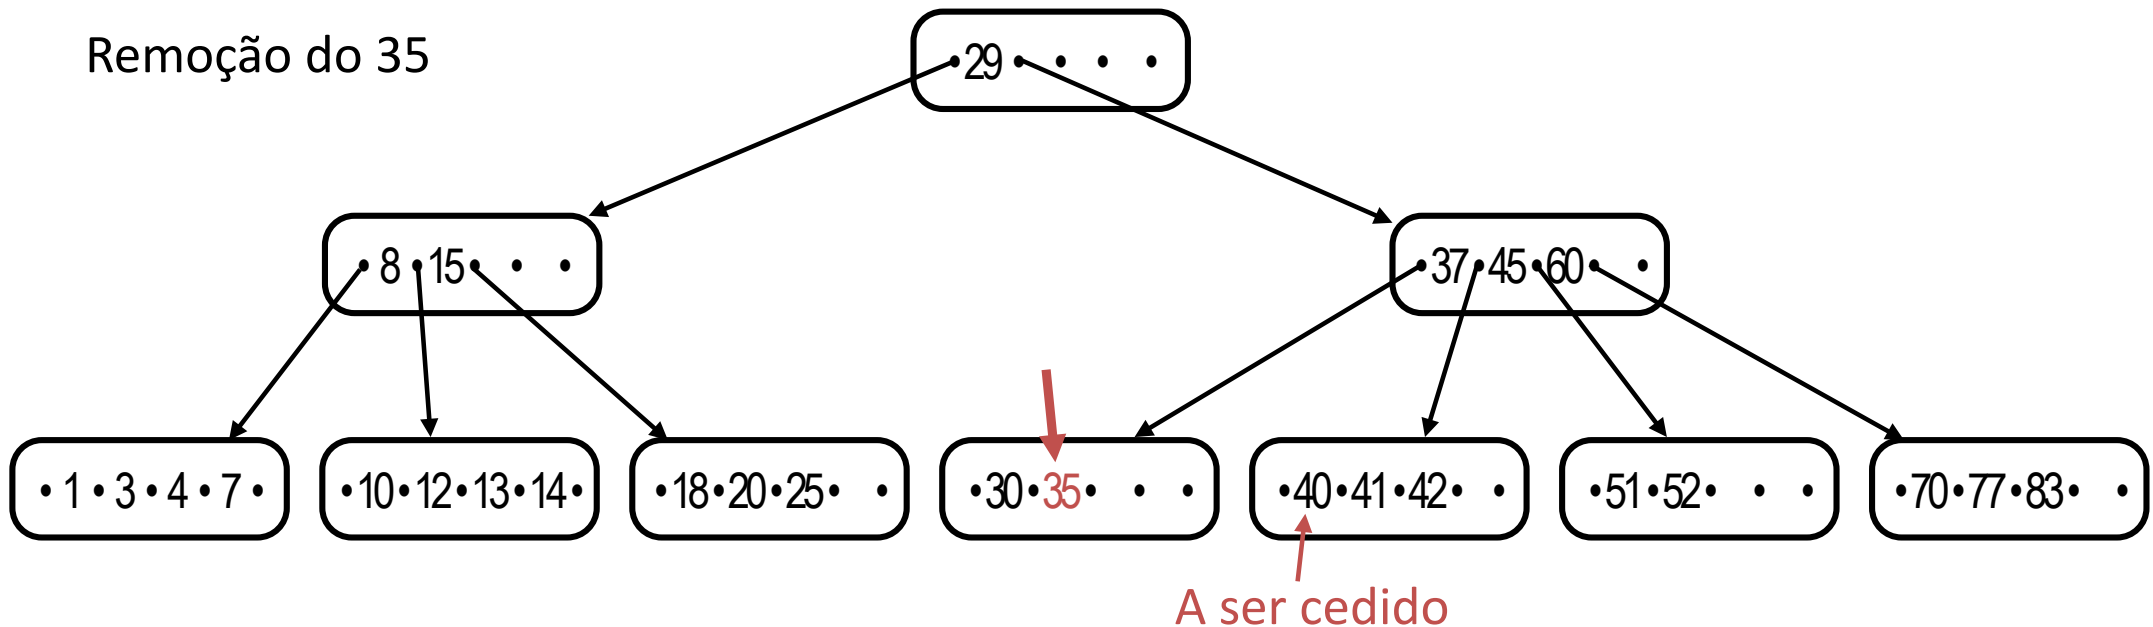 Remoção do 35
•29• • • •
• 8 •15• • •
•37•45•60• •
• 1 • 3 • 4 • 7 •
•10•12•13•14•
•18•20•25• •
•30•35• • •
•40•41•42• •
•51•52• • •
•70•77•83• •
A ser cedido